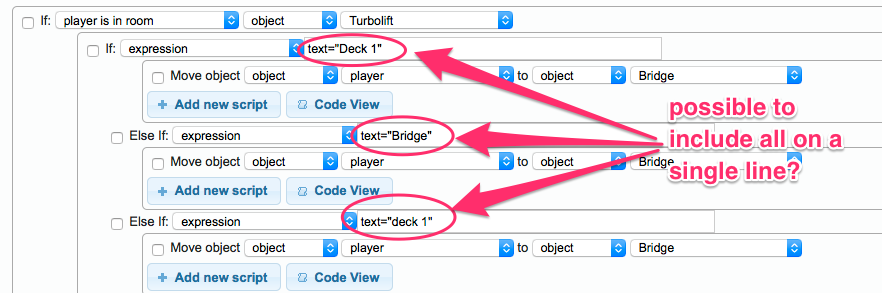 If: player is in room object Turbolift
If: expression text="Deck 1"
Move object object player to object Bridge
Add new script Code View
Else If: expression text="Bridge"
Move object object player to object Bridge
Add new script Code View
Else If: expression text="deck 1"
Move object object player to object Bridge
Add new script Code View
possible to
include all on a
single line?